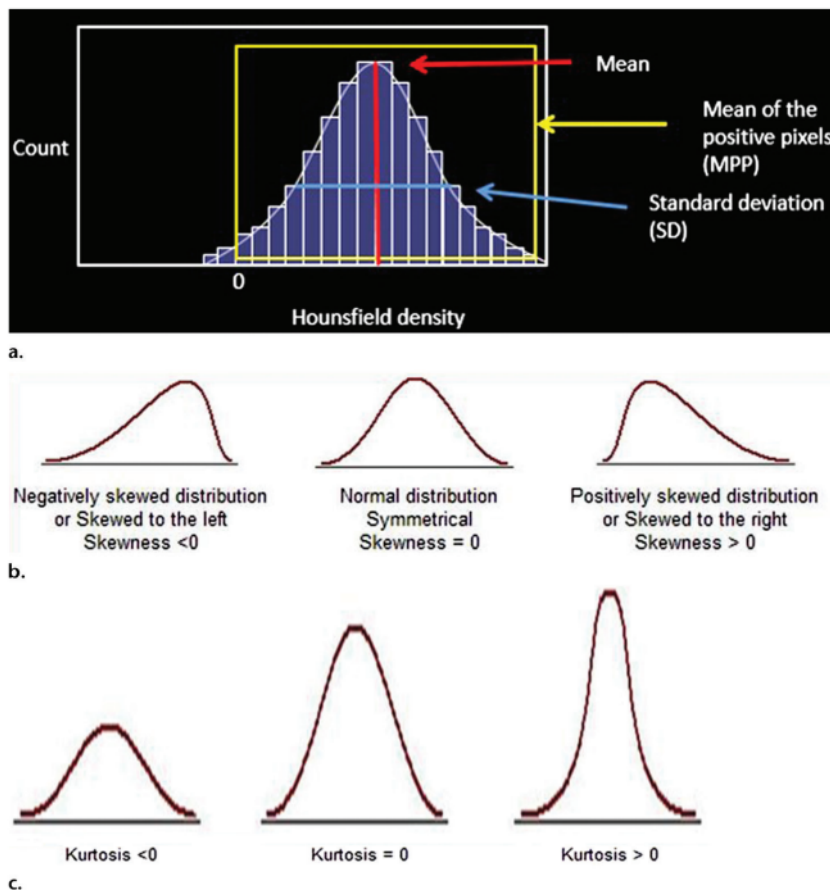 Mean
Mean of the
positive pixels
(MPP)
Count
Standard deviation
(SD)
0
Hounsfield density
a.
Negatively skewed distribution
or Skewed to the left
Skewness <0
Normal distribution
Symmetrical
Skewness = 0
Positively skewed distribution
or Skewed to the right
Skewness > 0
b.
Kurtosis <0
Kurtosis = 0
Kurtosis > 0
c.